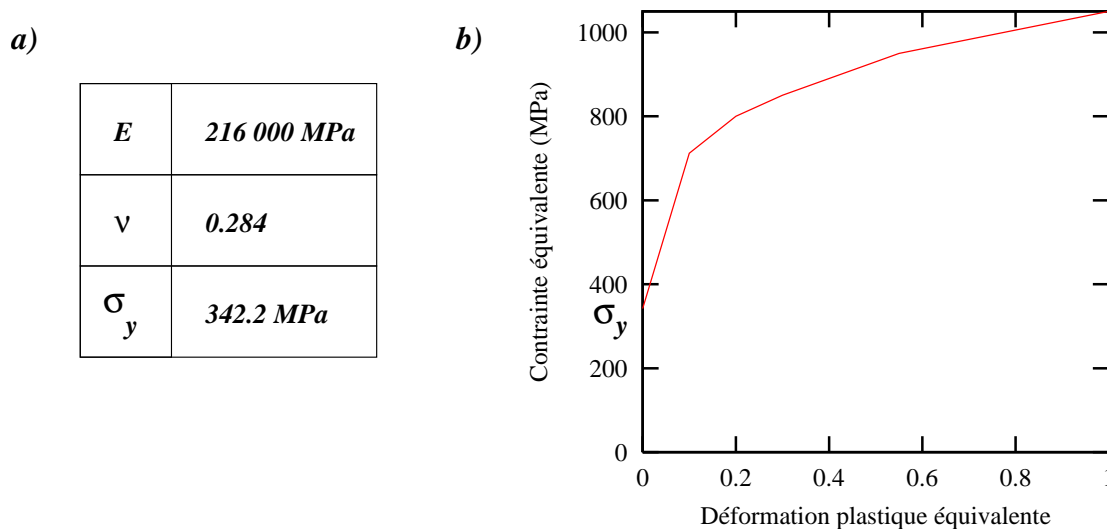 a)
E 216 000 MPa
ν 0.284
σy 342.2 MPa
b)
Contrainte équivalente (MPa)
1000
800
600
400
σy
200
0
0 0.2 0.4 0.6 0.8 1
Déformation plastique équivalente